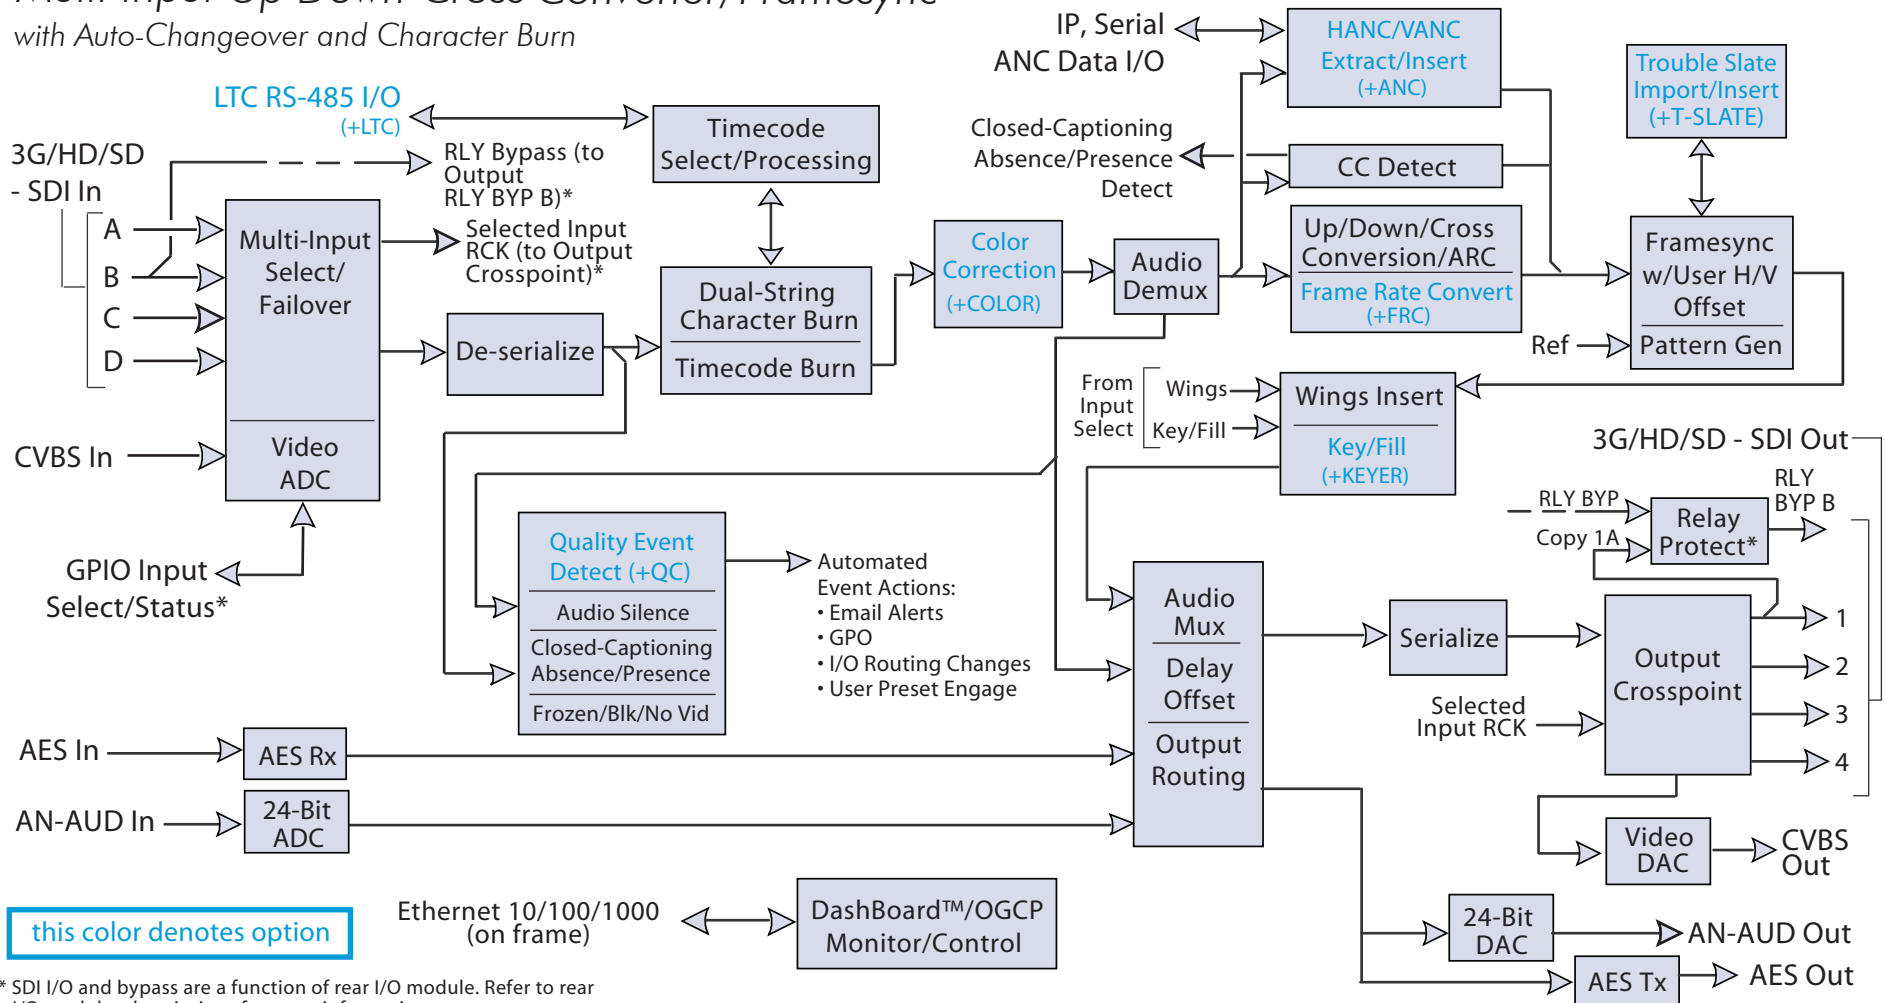 Multi-Input Up-Down-Cross Convertor/Framesync
with Auto-Changeover and Character Burn
LTC RS-485 I/O
(+LTC)
3G/HD/SD
- SDI In
A
B
C
D
CVBS In
GPIO Input
Select/Status*
RLY Bypass (to
Output
RLY BYP B)*
Selected Input
RCK (to Output
Crosspoint)*
Multi-Input
Select/
Failover
Video
ADC
De-serialize
Timecode
Select/Processing
Dual-String
Character Burn
Timecode Burn
Color
Correction
(+COLOR)
Audio
Demux
IP, Serial
ANC Data I/O
HANC/VANC
Extract/Insert
(+ANC)
Closed-Captioning
Absence/Presence
Detect
CC Detect
Up/Down/Cross
Conversion/ARC
Frame Rate Convert
(+FRC)
Trouble Slate
Import/Insert
(+T-SLATE)
Framesync
w/User H/V
Offset
Pattern Gen
Ref
From
Input
Select
Wings
Key/Fill
Wings Insert
Key/Fill
(+KEYER)
Quality Event
Detect (+QC)
Audio Silence
Closed-Captioning
Absence/Presence
Frozen/Blk/No Vid
Automated
Event Actions:
• Email Alerts
• GPO
• I/O Routing Changes
• User Preset Engage
3G/HD/SD - SDI Out
RLY BYP
Copy 1A
Relay
Protect*
RLY
BYP B
Audio
Mux
Delay
Offset
Output
Routing
Serialize
Selected
Input RCK
Output
Crosspoint
1
2
3
4
Video
DAC
CVBS
Out
AES In
AES Rx
AN-AUD In
24-Bit
ADC
24-Bit
DAC
AN-AUD Out
AES Tx
AES Out
this color denotes option
Ethernet 10/100/1000
(on frame)
DashBoard™/OGCP
Monitor/Control
* SDI I/O and bypass are a function of rear I/O module. Refer to rear